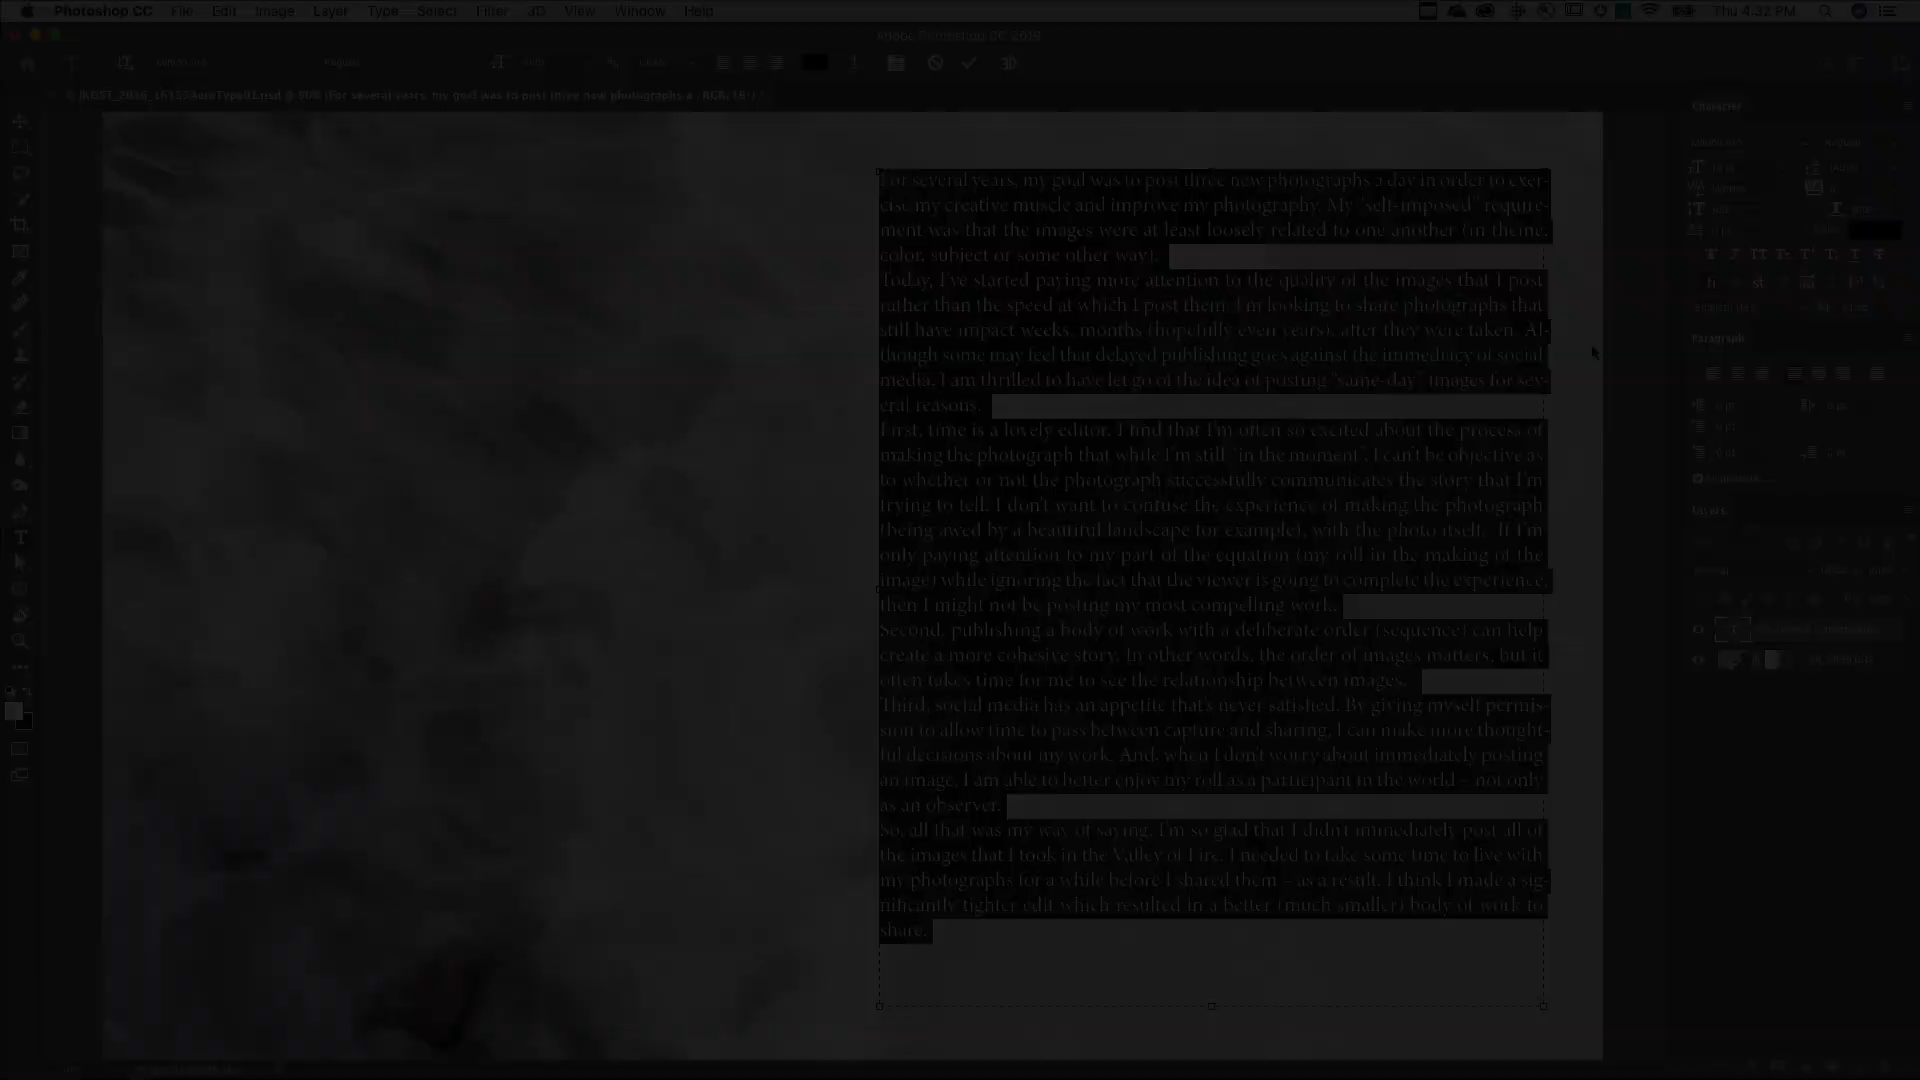 Photoshop CC File Edit Image Layer Type Select Filter 3D View Window Help Thu 4:32 PM
Adobe Photoshop CC 2019
Regular
Character
Regular
Paragraph
Layers
For several years, my goal was to post three new photographs a day in order to exer-
cise my creative muscle and improve my photography. My "self-imposed" require-
ment was that the images were at least loosely related to one another (in theme,
color, subject or some other way).
Today, I've started paying more attention to the quality of the images that I post
rather than the speed at which I post them. I'm looking to share photographs that
still have impact weeks, months (hopefully even years), after they were taken. Al-
though some may feel that delayed publishing goes against the immediacy of social
media, I am thrilled to have let go of the idea of posting "same-day" images for sev-
eral reasons.
First, time is a lovely editor. I find that I'm often so excited about the process of
making the photograph that while I'm still "in the moment", I can't be objective as
to whether or not the photograph successfully communicates the story that I'm
trying to tell. I don't want to confuse the experience of making the photograph
(being awed by a beautiful landscape for example), with the photo itself. If I'm
only paying attention to my part of the equation (my roll in the making of the
image) while ignoring the fact that the viewer is going to complete the experience,
then I might not be posting my most compelling work.
Second, publishing a body of work with a deliberate order (sequence) can help
create a more cohesive story. In other words, the order of images matters, but it
often takes time for me to see the relationship between images.
Third, social media has an appetite that's never satisfied. By giving myself permis-
sion to allow time to pass between capture and sharing, I can make more thought-
ful decisions about my work. And, when I don't worry about immediately posting
an image, I am able to better enjoy my roll as a participant in the world – not only
as an observer.
So, all that was my way of saying, I'm so glad that I didn't immediately post all of
the images that I took in the Valley of Fire. I needed to take some time to live with
my photographs for a while before I shared them – as a result, I think I made a sig-
nificantly tighter edit which resulted in a better (much smaller) body of work to
share.